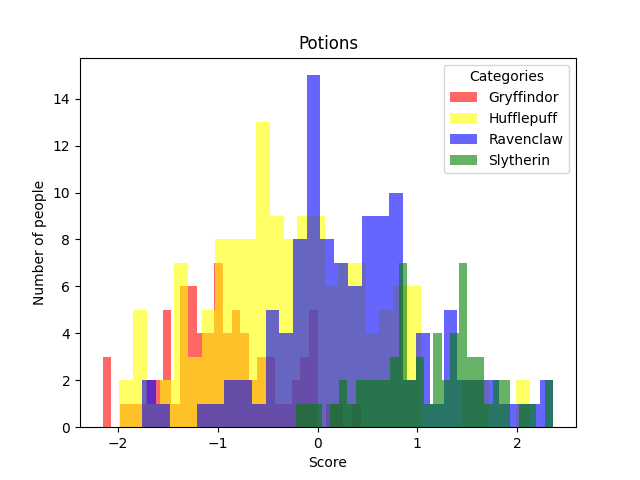 Potions
Categories
Gryffindor
Hufflepuff
Ravenclaw
Slytherin
Number of people
14
12
10
8
6
4
2
0
−2
−1
0
1
2
Score